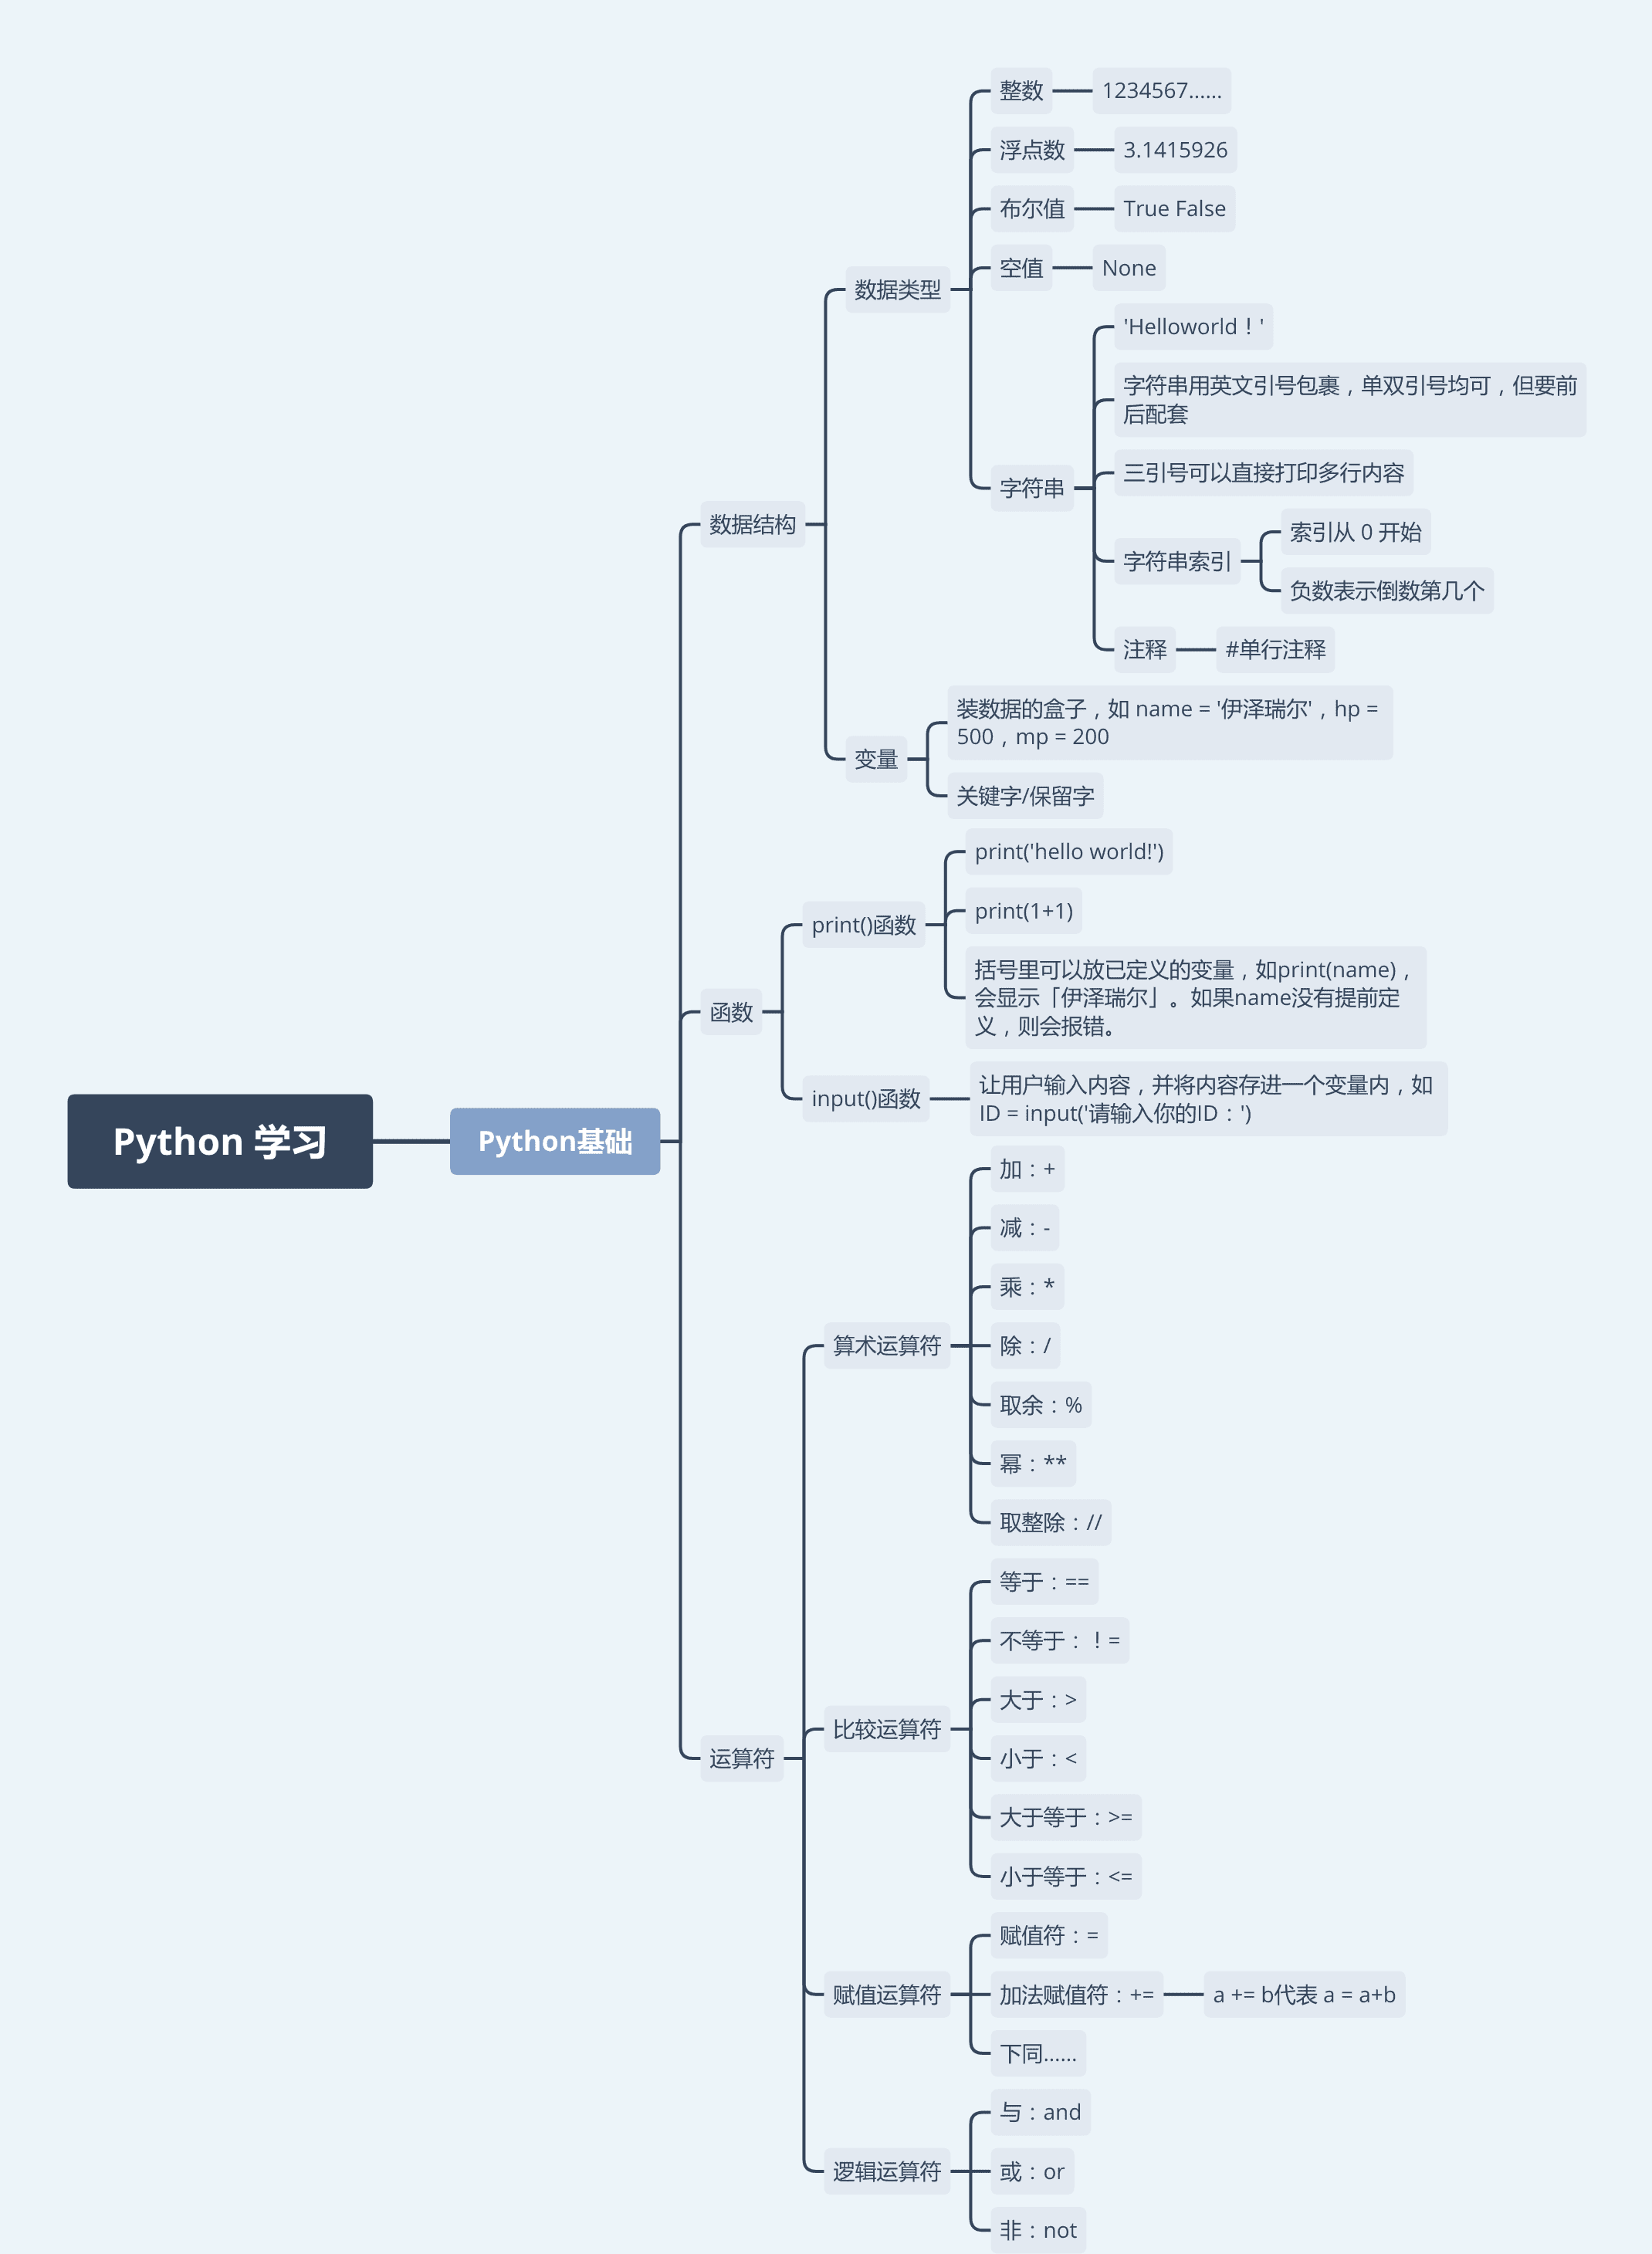 整数
1234567……
浮点数
3.1415926
布尔值
True False
空值
None
数据类型
'Helloworld！'
字符串用英文引号包裹，单双引号均可，但要前
后配套
三引号可以直接打印多行内容
字符串
数据结构
索引从 0 开始
字符串索引
负数表示倒数第几个
注释
#单行注释
装数据的盒子，如 name = '伊泽瑞尔'，hp =
500，mp = 200
变量
关键字/保留字
print('hello world!')
print(1+1)
print()函数
括号里可以放已定义的变量，如print(name)，
会显示「伊泽瑞尔」。如果name没有提前定
义，则会报错。
函数
input()函数
让用户输入内容，并将内容存进一个变量内，如
ID = input('请输入你的ID：')
Python 学习
Python基础
加：+
减：-
乘：*
算术运算符
除：/
取余：%
幂：**
取整除：//
等于：==
不等于：！=
大于：>
比较运算符
运算符
小于：<
大于等于：>=
小于等于：<=
赋值符：=
赋值运算符
加法赋值符：+=
a += b代表 a = a+b
下同……
与：and
逻辑运算符
或：or
非：not